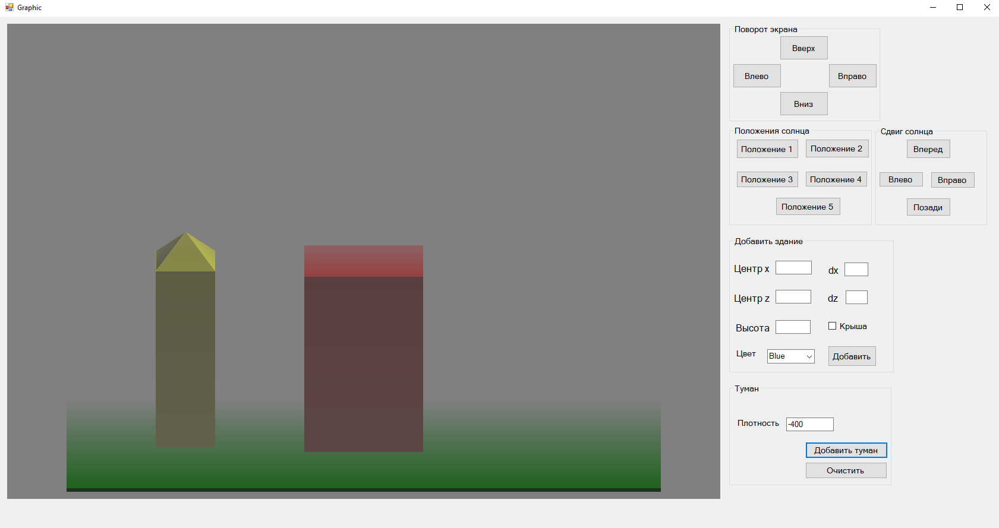 Graphic
Поворот экрана
Вверх
Влево
Вправо
Вниз
Положения солнца
Положение 1
Положение 2
Положение 3
Положение 4
Положение 5
Сдвиг солнца
Вперед
Влево
Вправо
Позади
Добавить здание
Центр x
dx
Центр z
dz
Высота
Крыша
Цвет
Blue
Добавить
Туман
Плотность
-400
Добавить туман
Очистить